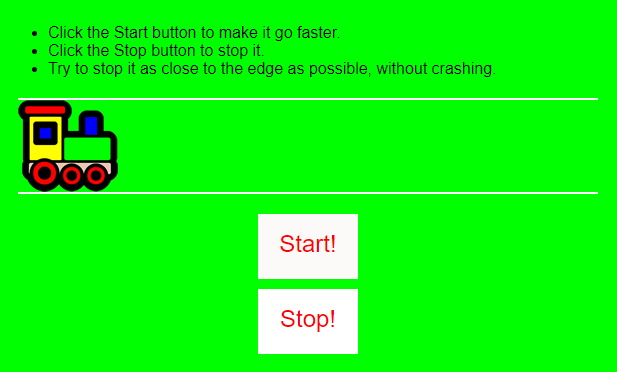 Click the Start button to make it go faster.
Click the Stop button to stop it.
Try to stop it as close to the edge as possible, without crashing.
Start!
Stop!